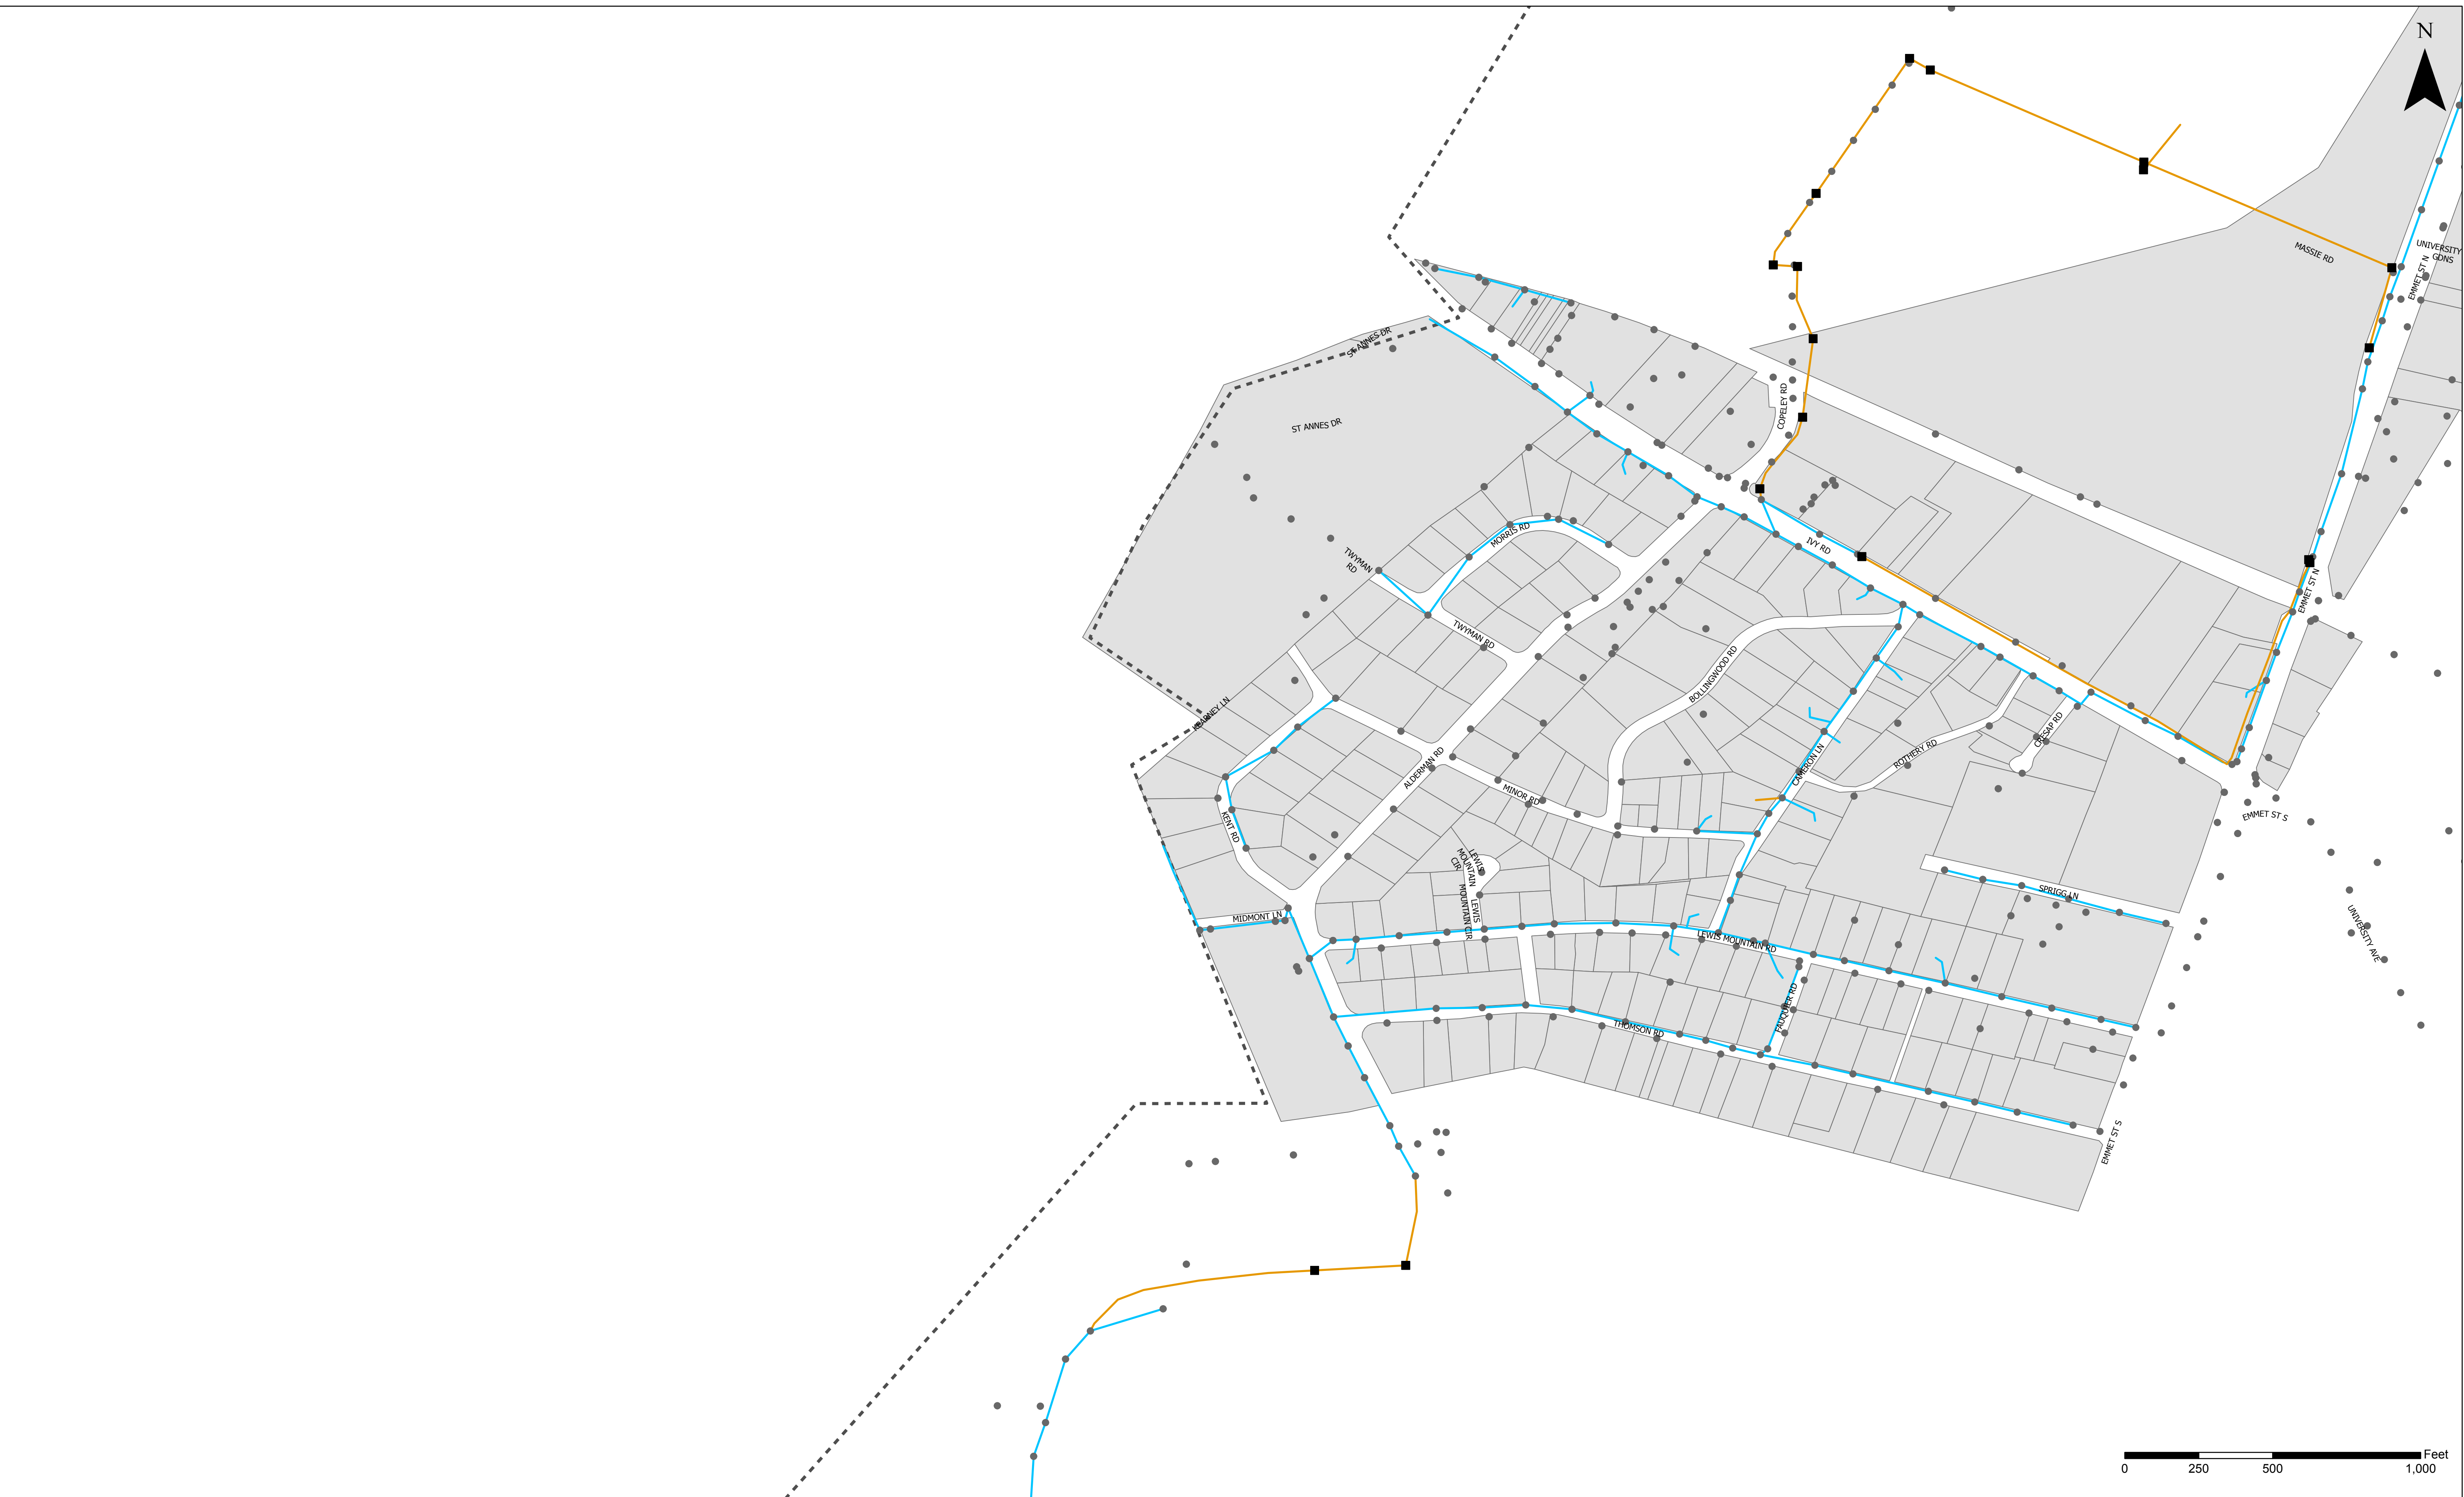 N
MASSIE RD
UNIVERSITY
GDNS
EMMET ST N
ST ANNES DR
COPELEY RD
ST ANNES DR
MORRIS RD
IVY RD
TWYMAN
RD
EMMET ST N
TWYMAN RD
BOLLINGWOOD RD
KEARNEY LN
CRESAP RD
ROTHERY RD
CAMERON LN
ALDERMAN RD
MINOR RD
EMMET ST S
KENT RD
LEWIS
MOUNTAIN
CIR
SPRIGG LN
LEWIS
MOUNTAIN CIR
MIDMONT LN
UNIVERSITY AVE
LEWIS MOUNTAIN RD
FAUQUIER RD
THOMSON RD
EMMET ST S
Feet
0 250 500 1,000